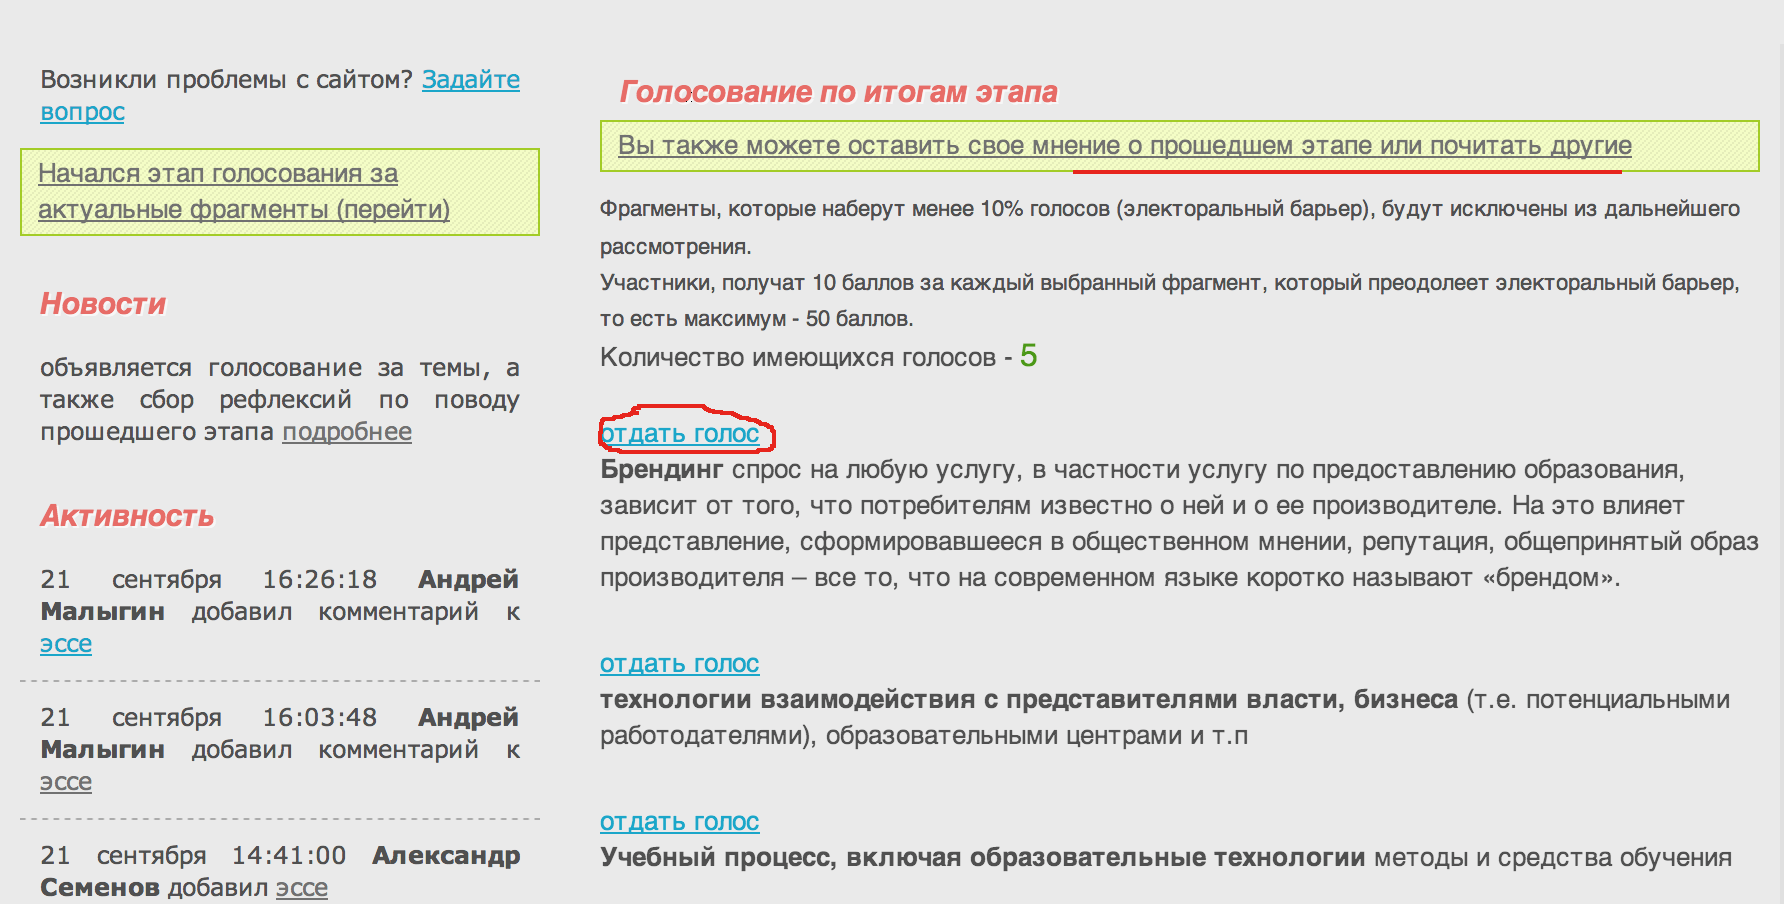 Возникли проблемы с сайтом? Задайте
вопрос
Начался этап голосования за
актуальные фрагменты (перейти)
Новости
объявляется голосование за темы, а
также сбор рефлексий по поводу
прошедшего этапа подробнее
Активность
21 сентября 16:26:18 Андрей
Малыгин добавил комментарий к
эссе
21 сентября 16:03:48 Андрей
Малыгин добавил комментарий к
эссе
21 сентября 14:41:00 Александр
Семенов добавил эссе
Голосование по итогам этапа
Вы также можете оставить свое мнение о прошедшем этапе или почитать другие
Фрагменты, которые наберут менее 10% голосов (электоральный барьер), будут исключены из дальнейшего
рассмотрения.
Участники, получат 10 баллов за каждый выбранный фрагмент, который преодолеет электоральный барьер,
то есть максимум - 50 баллов.
Количество имеющихся голосов - 5
отдать голос
Брендинг спрос на любую услугу, в частности услугу по предоставлению образования,
зависит от того, что потребителям известно о ней и о ее производителе. На это влияет
представление, сформировавшееся в общественном мнении, репутация, общепринятый образ
производителя – все то, что на современном языке коротко называют «брендом».
отдать голос
технологии взаимодействия с представителями власти, бизнеса (т.е. потенциальными
работодателями), образовательными центрами и т.п
отдать голос
Учебный процесс, включая образовательные технологии методы и средства обучения